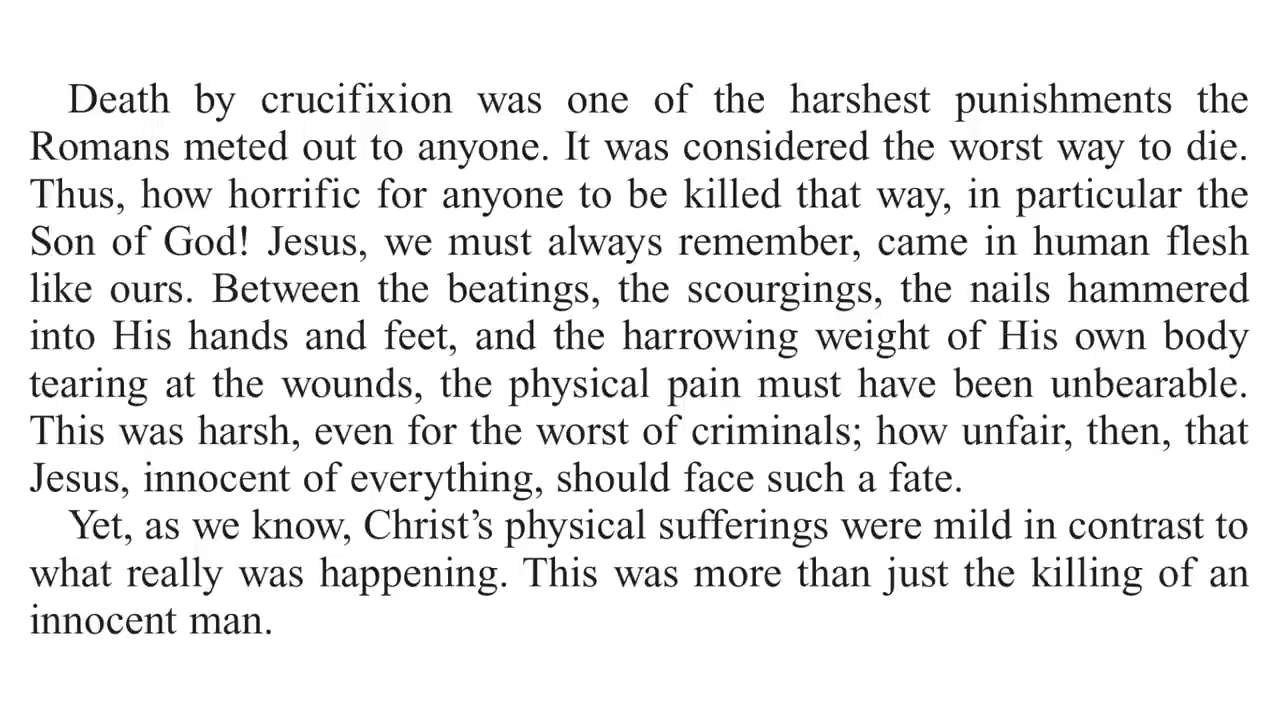 Death by crucifixion was one of the harshest punishments the
Romans meted out to anyone. It was considered the worst way to die.
Thus, how horrific for anyone to be killed that way, in particular the
Son of God! Jesus, we must always remember, came in human flesh
like ours. Between the beatings, the scourgings, the nails hammered
into His hands and feet, and the harrowing weight of His own body
tearing at the wounds, the physical pain must have been unbearable.
This was harsh, even for the worst of criminals; how unfair, then, that
Jesus, innocent of everything, should face such a fate.
Yet, as we know, Christ’s physical sufferings were mild in contrast to
what really was happening. This was more than just the killing of an
innocent man.